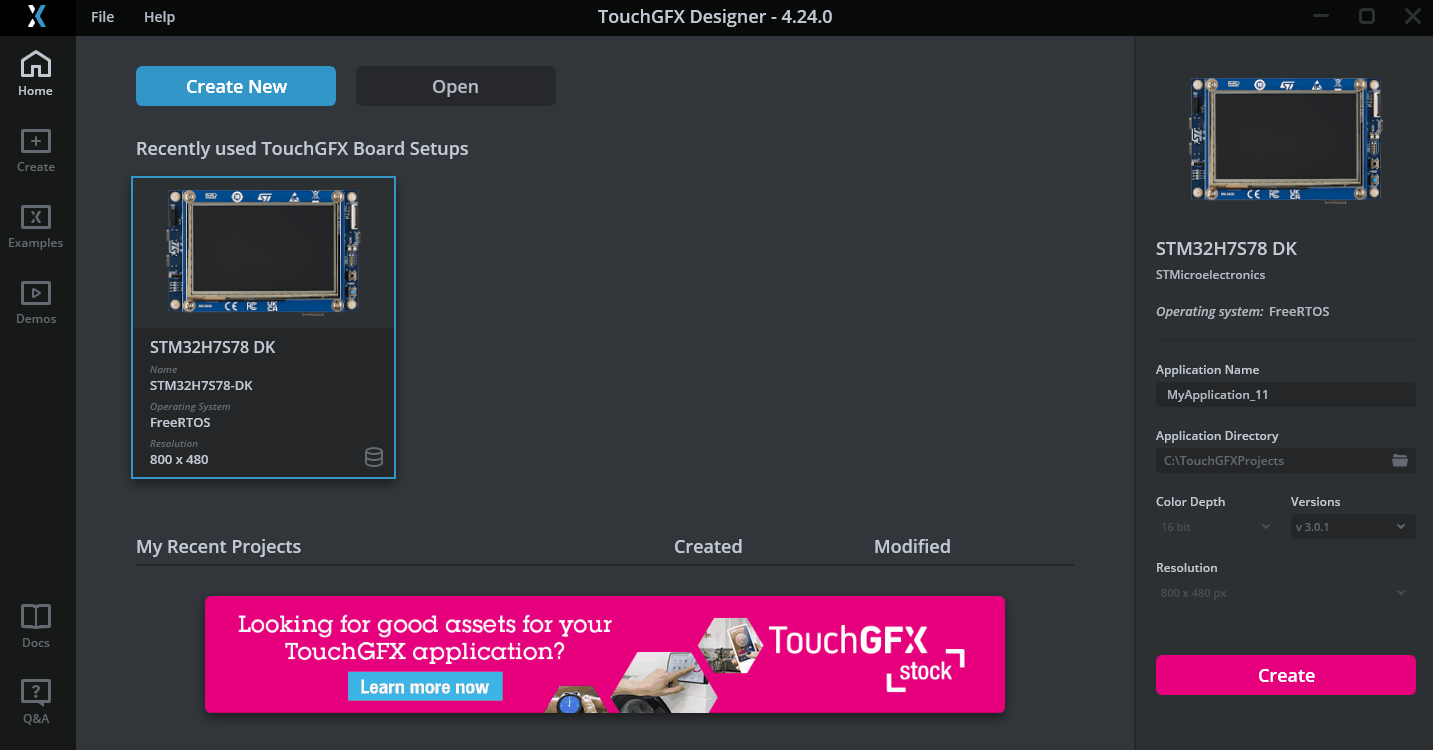 File Help
TouchGFX Designer - 4.24.0
Home
Create
Examples
Demos
Docs
Q&A
Create New
Open
Recently used TouchGFX Board Setups
STM32H7S78 DK
Name
STM32H7S78-DK
Operating System
FreeRTOS
Resolution
800 x 480
My Recent Projects Created Modified
Looking for good assets for your
TouchGFX application?
Learn more now
TouchGFX
stock
STM32H7S78 DK
STMicroelectronics
Operating system: FreeRTOS
Application Name
MyApplication_11
Application Directory
C:\TouchGFXProjects
Color Depth Versions
16 bit v 3.0.1
Resolution
800 x 480 px
Create